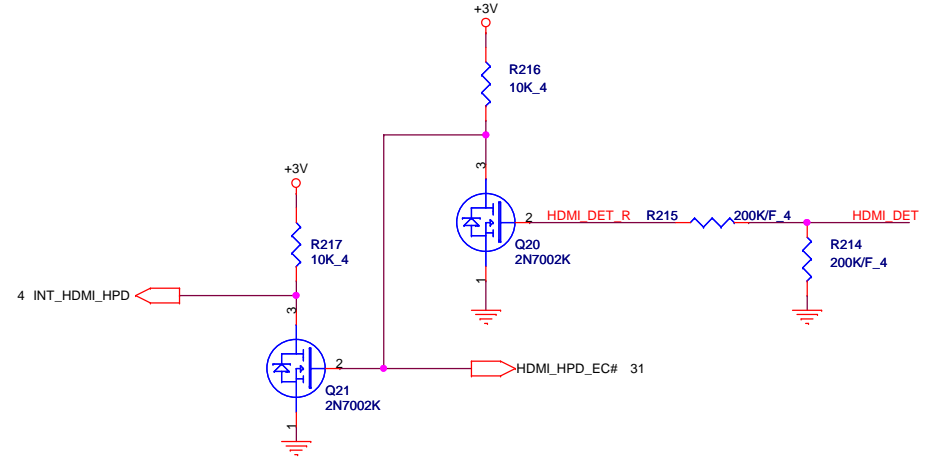 +3V
R216
10K_4
3
+3V
2
HDMI_DET_R
R215
200K/F_4
HDMI_DET
R217
10K_4
Q20
2N7002K
R214
200K/F_4
1
4 INT_HDMI_HPD
3
2
HDMI_HPD_EC# 31
Q21
2N7002K
1